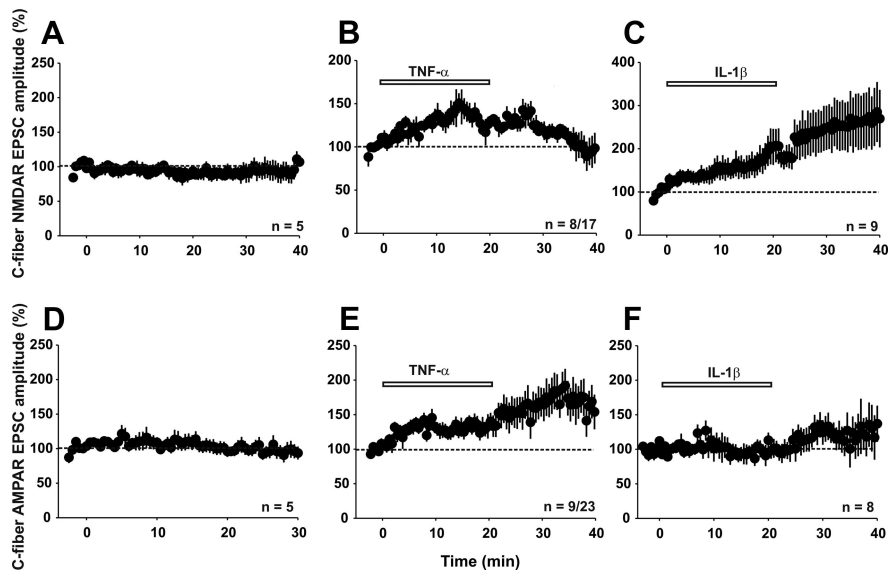 A
B
C
C-fiber NMDAR EPSC amplitude (%)
250
200
150
100
50
0
0 10 20 30 40
n = 5
200
150
100
50
0
0 10 20 30 40
TNF-α
n = 8/17
400
300
200
100
0
0 10 20 30 40
IL-1β
n = 9
D
E
F
C-fiber AMPAR EPSC amplitude (%)
250
200
150
100
50
0
0 10 20 30
n = 5
250
200
150
100
50
0
0 10 20 30 40
TNF-α
n = 9/23
250
200
150
100
50
0
0 10 20 30 40
IL-1β
n = 8
Time (min)